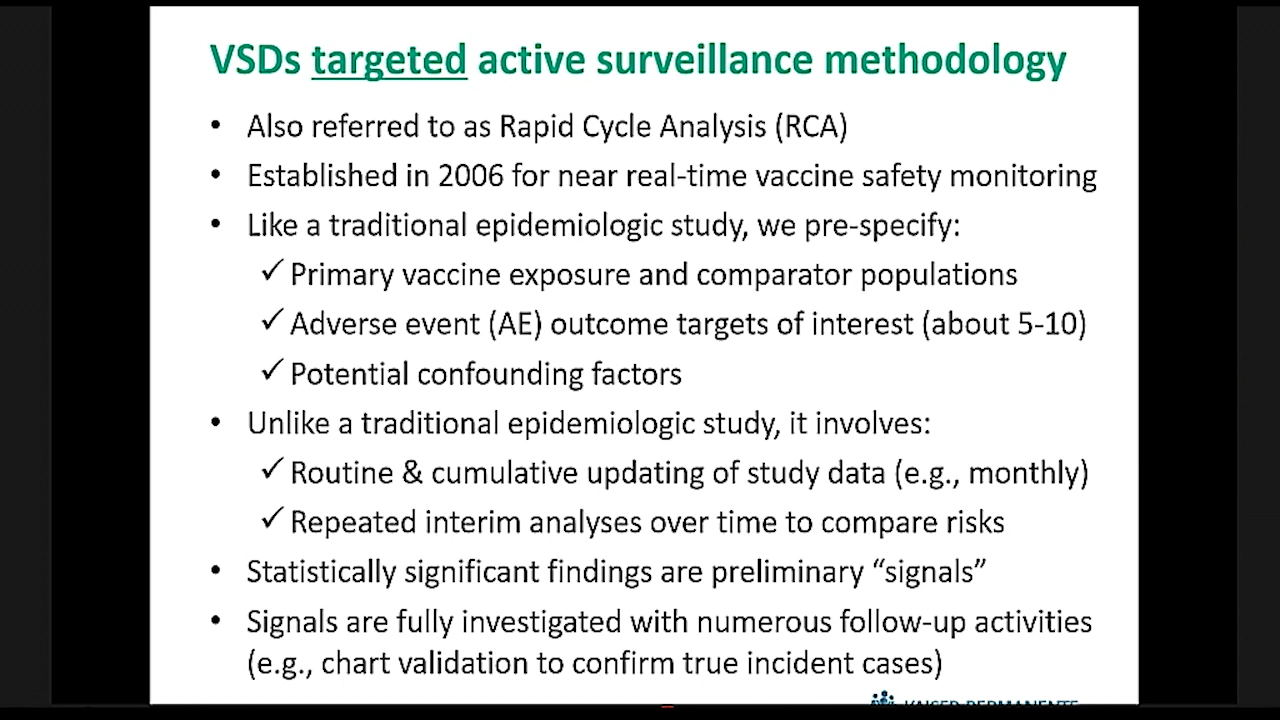 VSDs targeted active surveillance methodology
• Also referred to as Rapid Cycle Analysis (RCA)
• Established in 2006 for near real-time vaccine safety monitoring
• Like a traditional epidemiologic study, we pre-specify:
✓ Primary vaccine exposure and comparator populations
✓ Adverse event (AE) outcome targets of interest (about 5-10)
✓ Potential confounding factors
• Unlike a traditional epidemiologic study, it involves:
✓ Routine & cumulative updating of study data (e.g., monthly)
✓ Repeated interim analyses over time to compare risks
• Statistically significant findings are preliminary “signals”
• Signals are fully investigated with numerous follow-up activities
(e.g., chart validation to confirm true incident cases)
KAISER PERMANENTE